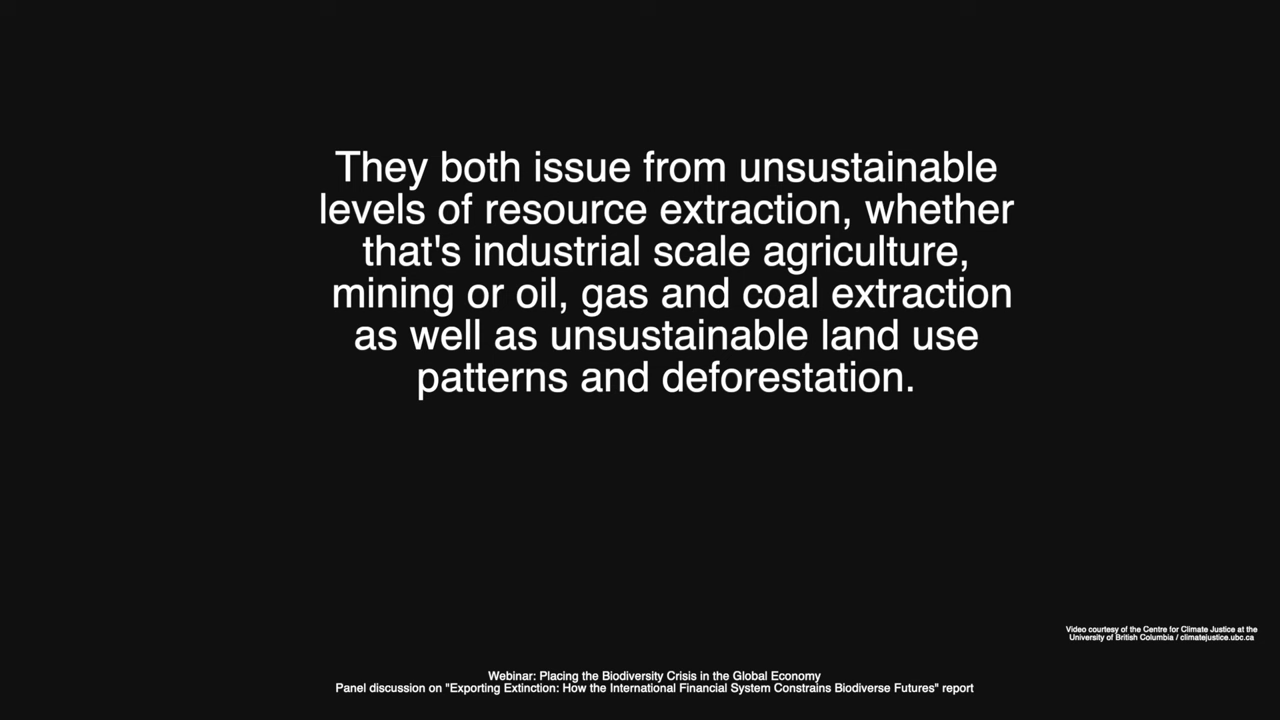 They both issue from unsustainable
levels of resource extraction, whether
that's industrial scale agriculture,
mining or oil, gas and coal extraction
as well as unsustainable land use
patterns and deforestation.
Video courtesy of the Centre for Climate Justice at the
University of British Columbia / climatejustice.ubc.ca
Webinar: Placing the Biodiversity Crisis in the Global Economy
Panel discussion on "Exporting Extinction: How the International Financial System Constrains Biodiverse Futures" report